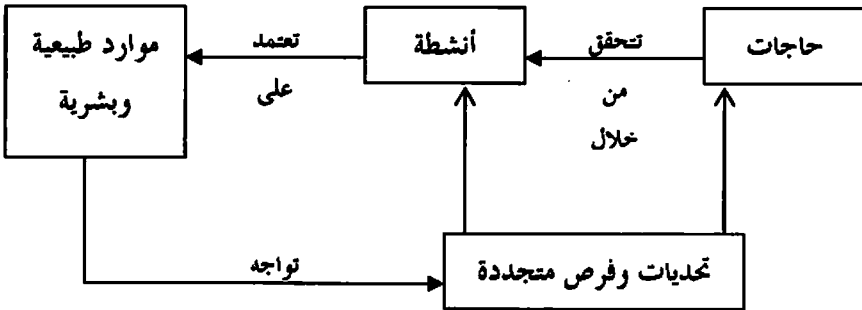 حاجات
تتحقق
من
خلال
أنشطة
تعتمد
على
موارد طبيعية
وبشرية
تواجه
تحديات وفرص متجددة